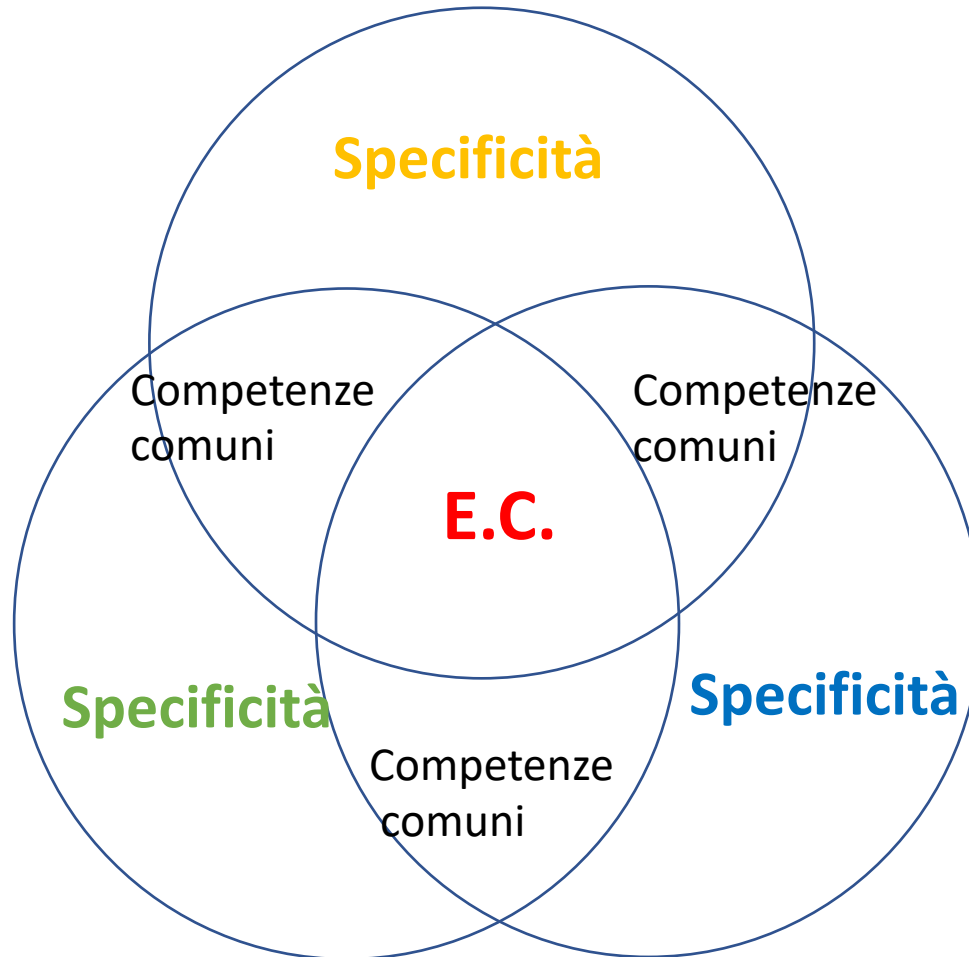 Specificità
Competenze
comuni
Competenze
comuni
E.C.
Specificità
Specificità
Competenze
comuni